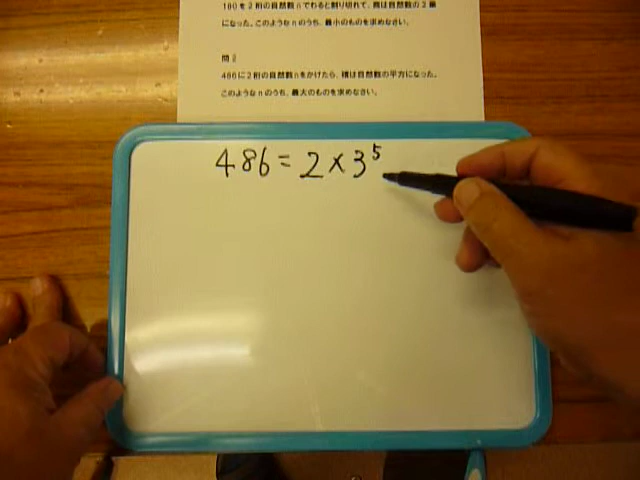 180を2桁の自然数nでわると割り切れて、商は自然数の2乗
になった。このようなnのうち、最小のものを求めなさい。
問2
486に2桁の自然数nをかけたら、積は自然数の平方になった。
このようなnのうち、最大のものを求めなさい。
486=2×3⁵